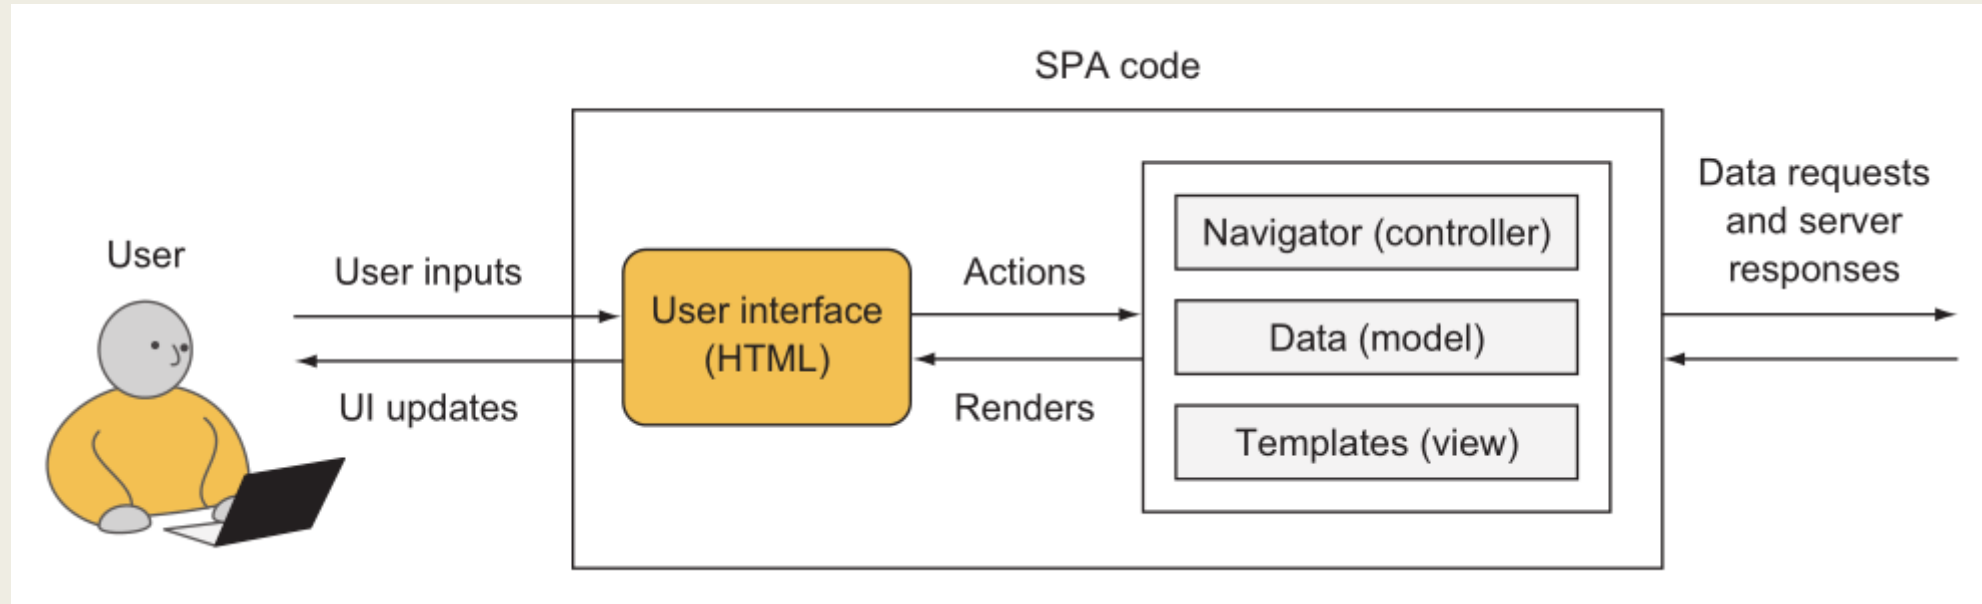 SPA code
User
User inputs
UI updates
User interface
(HTML)
Actions
Renders
Navigator (controller)
Data (model)
Templates (view)
Data requests
and server
responses